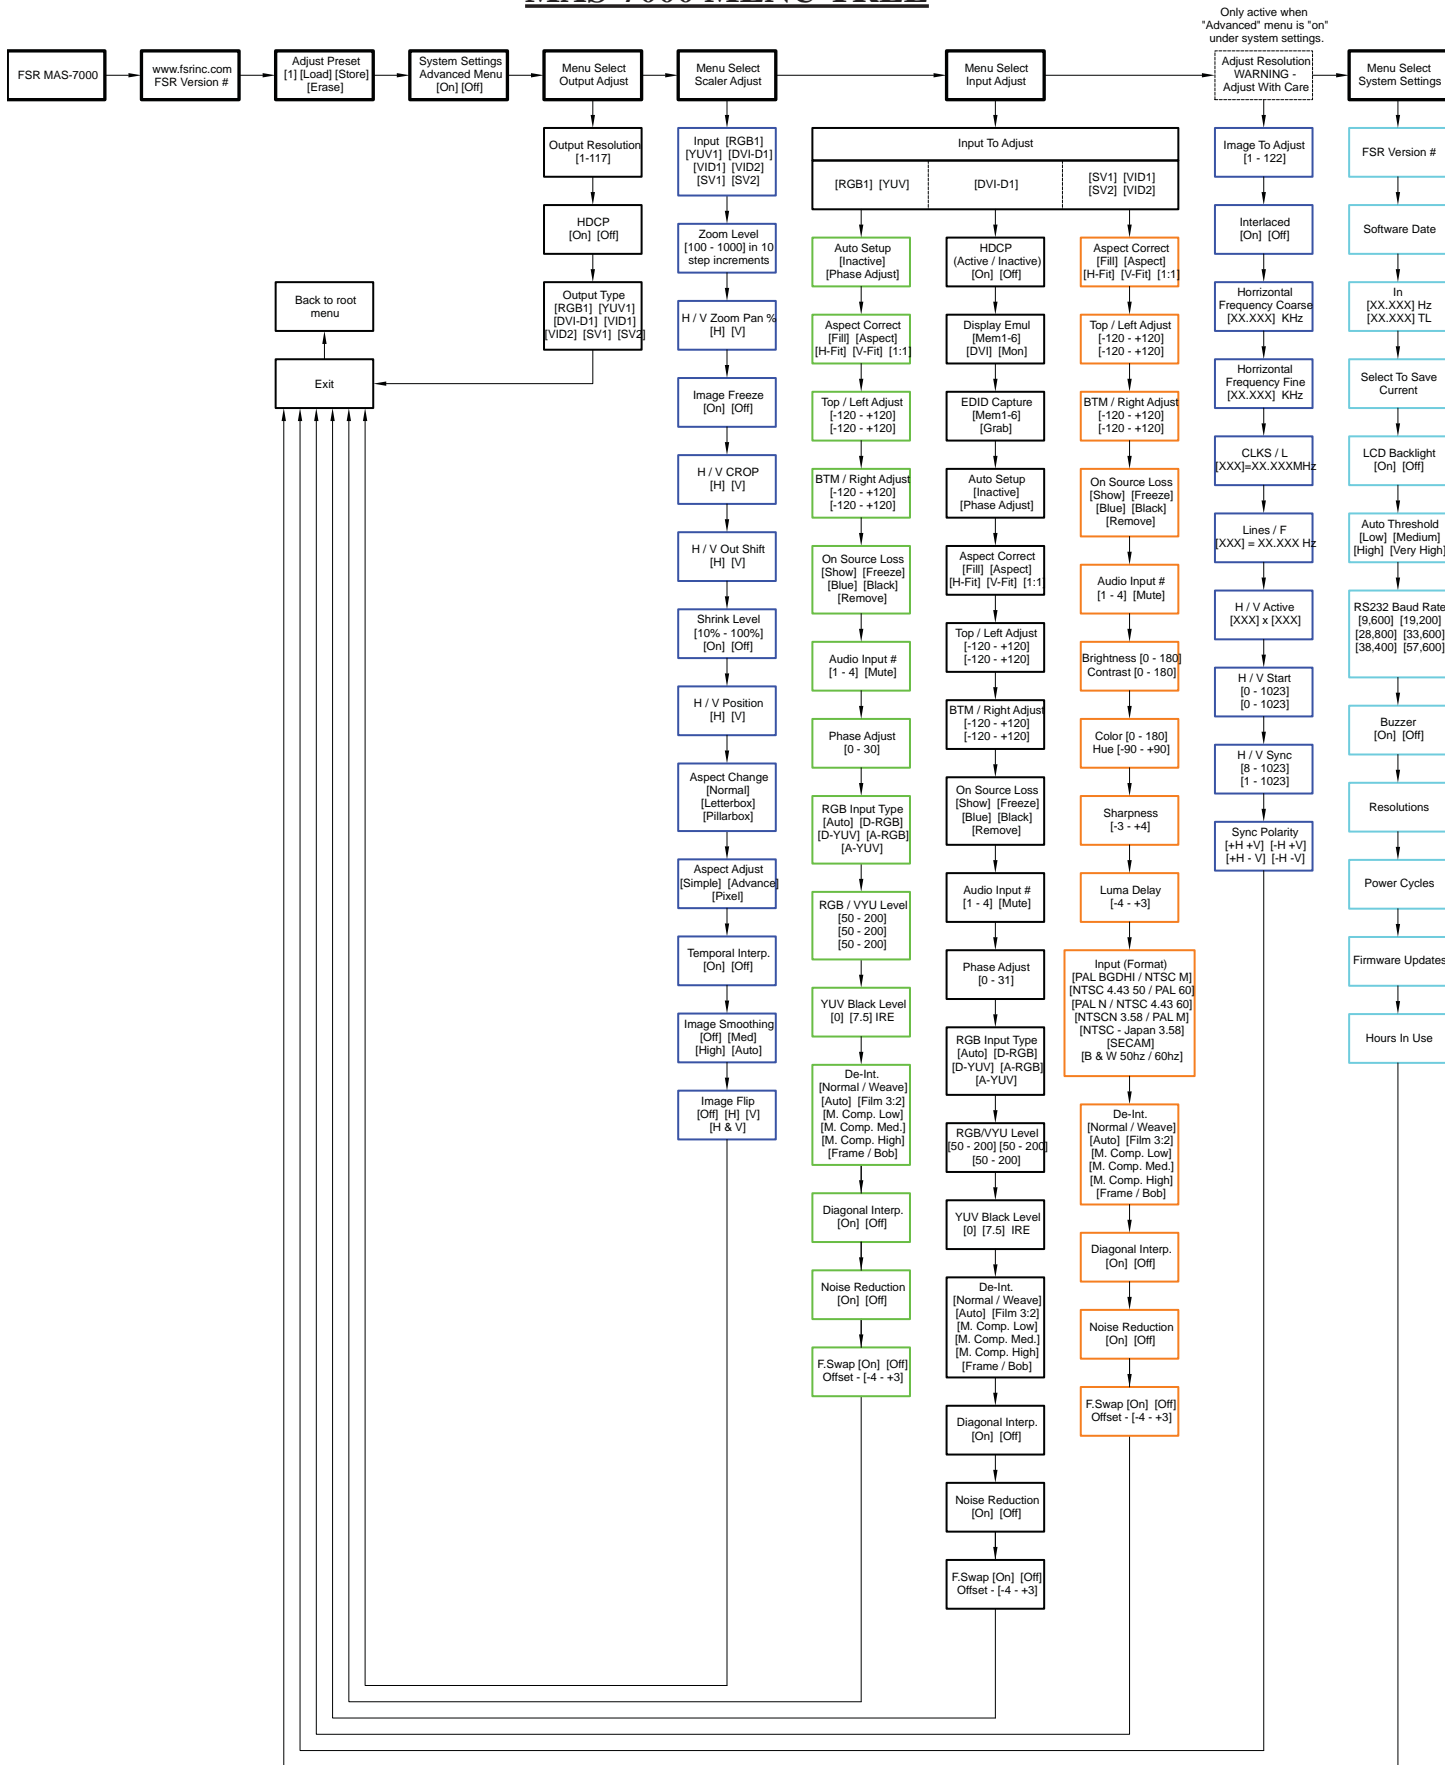 MAS-7000 MENU TREE
Only active when
"Advanced" menu is "on"
under system settings.
FSR MAS-7000
www.fsrinc.com
FSR Version #
Adjust Preset
[1] [Load] [Store]
[Erase]
System Settings
Advanced Menu
[On] [Off]
Menu Select
Output Adjust
Menu Select
Scaler Adjust
Menu Select
Input Adjust
Adjust Resolution
WARNING -
Adjust With Care
Menu Select
System Settings
Output Resolution
[1-117]
HDCP
[On] [Off]
Output Type
[RGB1] [YUV1]
[DVI-D1] [VID1]
[VID2] [SV1] [SV2]
Back to root
menu
Exit
Input [RGB1]
[YUV1] [DVI-D1]
[VID1] [VID2]
[SV1] [SV2]
Zoom Level
[100 - 1000] in 10
step increments
H / V Zoom Pan %
[H] [V]
Image Freeze
[On] [Off]
H / V CROP
[H] [V]
H / V Out Shift
[H] [V]
Shrink Level
[10% - 100%]
[On] [Off]
H / V Position
[H] [V]
Aspect Change
[Normal]
[Letterbox]
[Pillarbox]
Aspect Adjust
[Simple] [Advance]
[Pixel]
Temporal Interp.
[On] [Off]
Image Smoothing
[Off] [Med]
[High] [Auto]
Image Flip
[Off] [H] [V]
[H & V]
Input To Adjust
[RGB1] [YUV]
[DVI-D1]
[SV1] [VID1]
[SV2] [VID2]
Auto Setup
[Inactive]
[Phase Adjust]
Aspect Correct
[Fill] [Aspect]
[H-Fit] [V-Fit] [1:1]
Top / Left Adjust
[-120 - +120]
[-120 - +120]
BTM / Right Adjust
[-120 - +120]
[-120 - +120]
On Source Loss
[Show] [Freeze]
[Blue] [Black]
[Remove]
Audio Input #
[1 - 4] [Mute]
Phase Adjust
[0 - 30]
RGB Input Type
[Auto] [D-RGB]
[D-YUV] [A-RGB]
[A-YUV]
RGB / VYU Level
[50 - 200]
[50 - 200]
[50 - 200]
YUV Black Level
[0] [7.5] IRE
De-Int.
[Normal / Weave]
[Auto] [Film 3:2]
[M. Comp. Low]
[M. Comp. Med.]
[M. Comp. High]
[Frame / Bob]
Diagonal Interp.
[On] [Off]
Noise Reduction
[On] [Off]
F.Swap [On] [Off]
Offset - [-4 - +3]
HDCP
(Active / Inactive)
[On] [Off]
Display Emul
[Mem1-6]
[DVI] [Mon]
EDID Capture
[Mem1-6]
[Grab]
Auto Setup
[Inactive]
[Phase Adjust]
Aspect Correct
[Fill] [Aspect]
[H-Fit] [V-Fit] [1:1]
Top / Left Adjust
[-120 - +120]
[-120 - +120]
BTM / Right Adjust
[-120 - +120]
[-120 - +120]
On Source Loss
[Show] [Freeze]
[Blue] [Black]
[Remove]
Audio Input #
[1 - 4] [Mute]
Phase Adjust
[0 - 31]
RGB Input Type
[Auto] [D-RGB]
[D-YUV] [A-RGB]
[A-YUV]
RGB/VYU Level
[50 - 200] [50 - 200]
[50 - 200]
YUV Black Level
[0] [7.5] IRE
De-Int.
[Normal / Weave]
[Auto] [Film 3:2]
[M. Comp. Low]
[M. Comp. Med.]
[M. Comp. High]
[Frame / Bob]
Diagonal Interp.
[On] [Off]
Noise Reduction
[On] [Off]
F.Swap [On] [Off]
Offset - [-4 - +3]
Aspect Correct
[Fill] [Aspect]
[H-Fit] [V-Fit] [1:1]
Top / Left Adjust
[-120 - +120]
[-120 - +120]
BTM / Right Adjust
[-120 - +120]
[-120 - +120]
On Source Loss
[Show] [Freeze]
[Blue] [Black]
[Remove]
Audio Input #
[1 - 4] [Mute]
Brightness [0 - 180]
Contrast [0 - 180]
Color [0 - 180]
Hue [-90 - +90]
Sharpness
[-3 - +4]
Luma Delay
[-4 - +3]
Input (Format)
[PAL BGDHI / NTSC M]
[NTSC 4.43 50 / PAL 60]
[PAL N / NTSC 4.43 60]
[NTSCN 3.58 / PAL M]
[NTSC - Japan 3.58]
[SECAM]
[B & W 50hz / 60hz]
De-Int.
[Normal / Weave]
[Auto] [Film 3:2]
[M. Comp. Low]
[M. Comp. Med.]
[M. Comp. High]
[Frame / Bob]
Diagonal Interp.
[On] [Off]
Noise Reduction
[On] [Off]
F.Swap [On] [Off]
Offset - [-4 - +3]
Image To Adjust
[1 - 122]
Interlaced
[On] [Off]
Horrizontal
Frequency Coarse
[XX.XXX] KHz
Horrizontal
Frequency Fine
[XX.XXX] KHz
CLKS / L
[XXX]=XX.XXXMHz
Lines / F
[XXX] = XX.XXX Hz
H / V Active
[XXX] x [XXX]
H / V Start
[0 - 1023]
[0 - 1023]
H / V Sync
[8 - 1023]
[1 - 1023]
Sync Polarity
[+H +V] [-H +V]
[+H - V] [-H -V]
FSR Version #
Software Date
In
[XX.XXX] Hz
[XX.XXX] TL
Select To Save
Current
LCD Backlight
[On] [Off]
Auto Threshold
[Low] [Medium]
[High] [Very High]
RS232 Baud Rate
[9,600] [19,200]
[28,800] [33,600]
[38,400] [57,600]
Buzzer
[On] [Off]
Resolutions
Power Cycles
Firmware Updates
Hours In Use